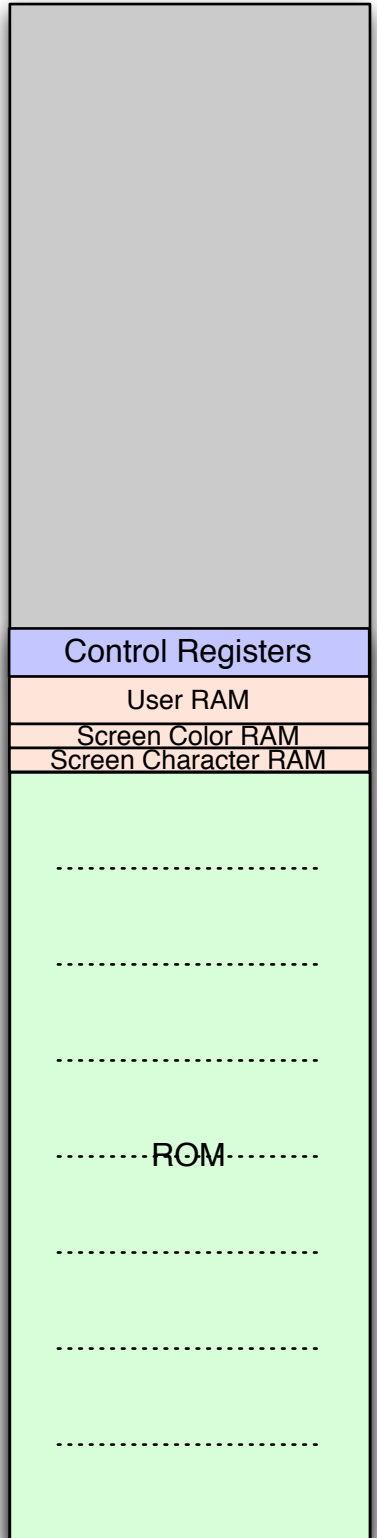 Control Registers
User RAM
Screen Color RAM
Screen Character RAM
ROM